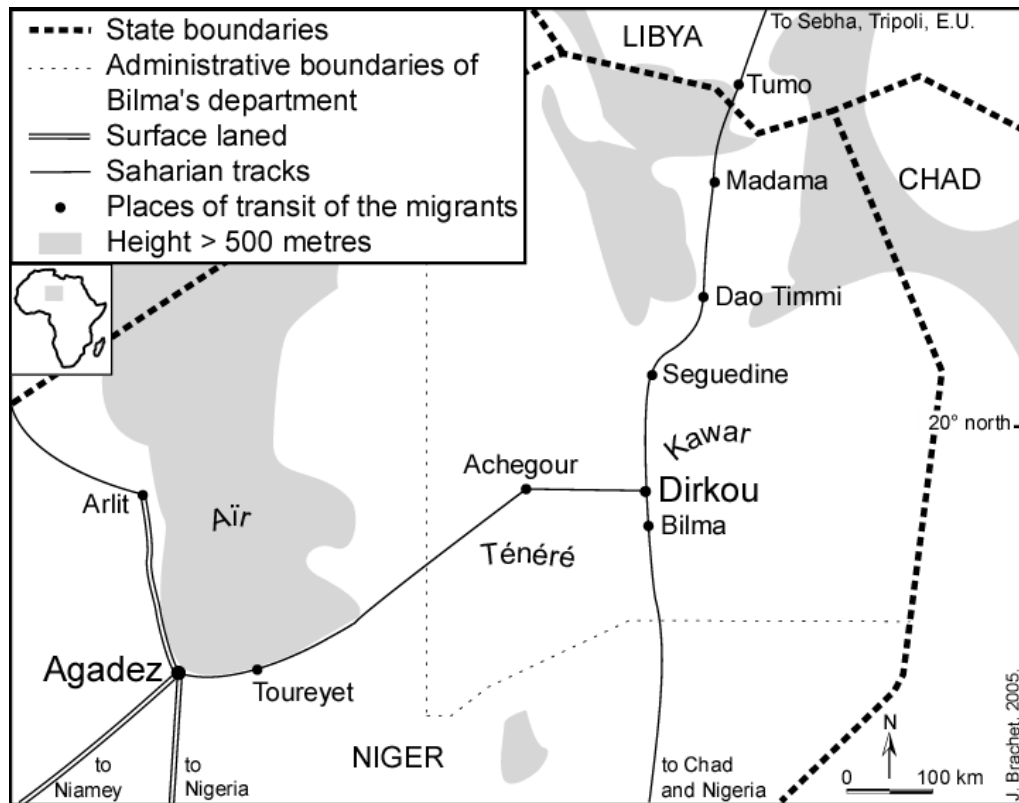 State boundaries
Administrative boundaries of
Bilma's department
Surface laned
Saharian tracks
Places of transit of the migrants
Height > 500 metres
To Sebha, Tripoli, E.U.
LIBYA
Tumo
Madama
CHAD
Dao Timmi
Seguedine
20° north
Kawar
Achegour
Dirkou
Arlit
Aïr
Bilma
Ténéré
Agadez
Toureyet
NIGER
to
Niamey
to
Nigeria
to Chad
and Nigeria
N
0 100 km
J. Brachet, 2005.